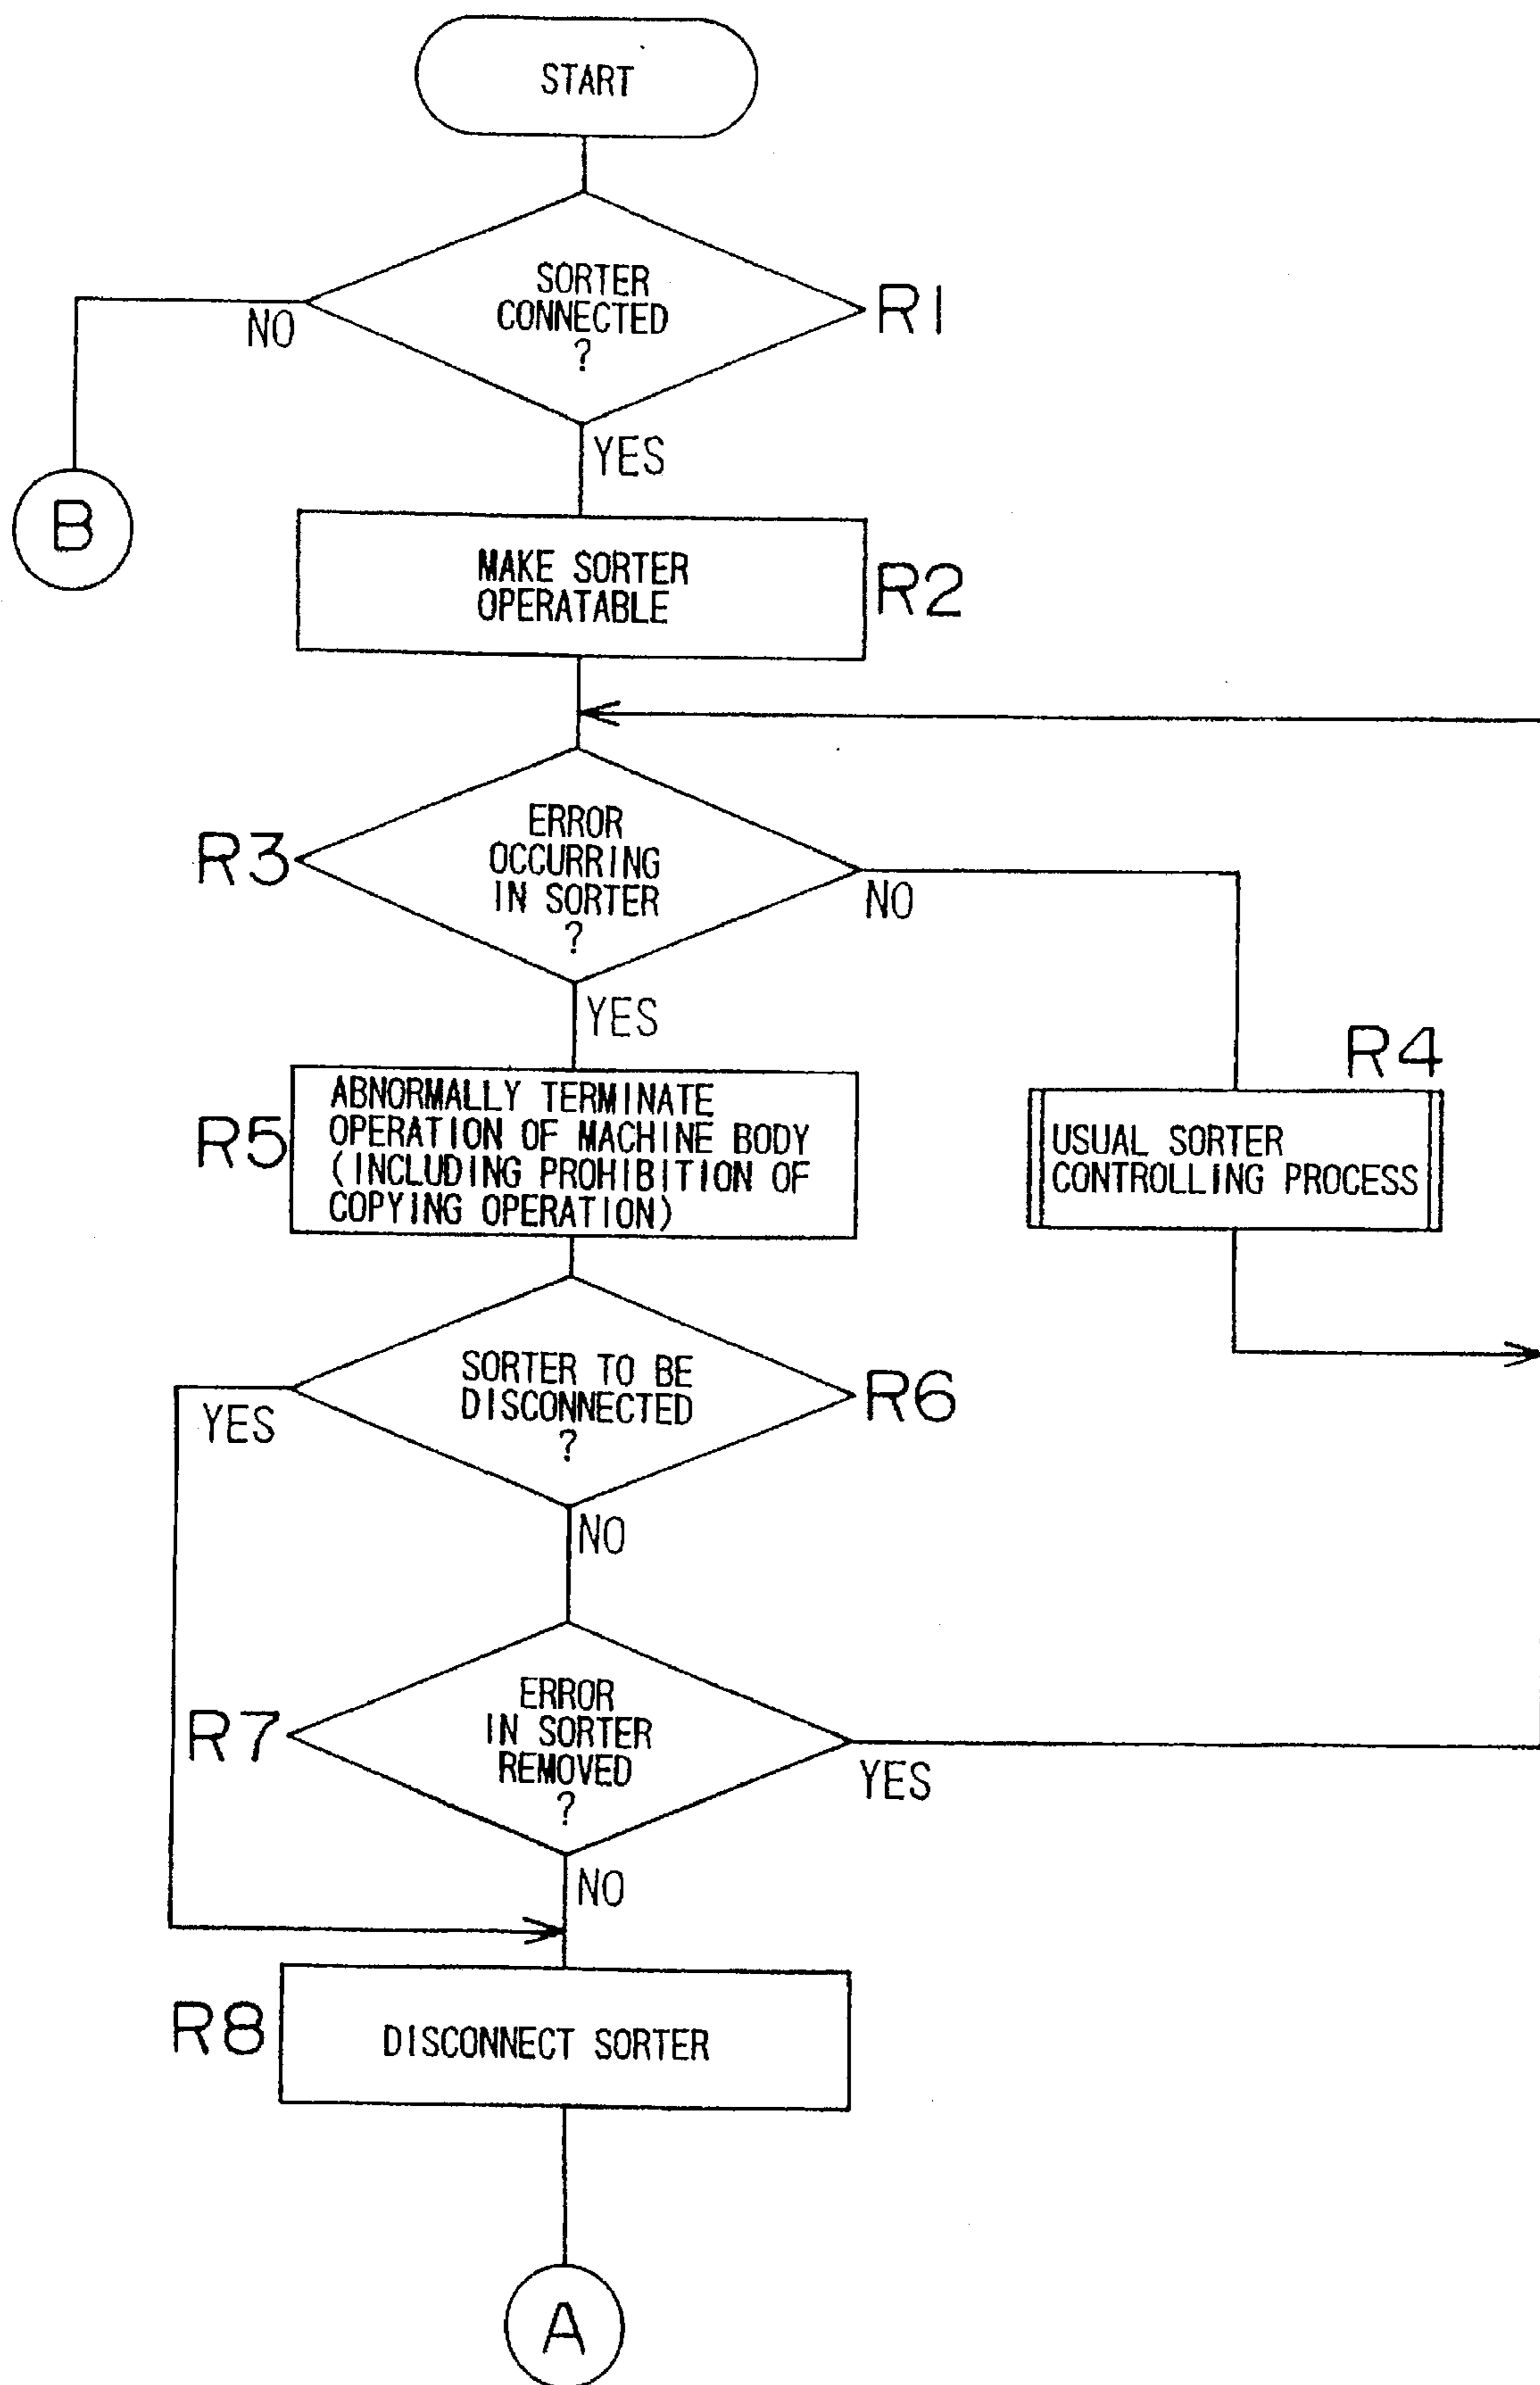 START
SORTER
CONNECTED
?
R1
NO
YES
B
MAKE SORTER
OPERATABLE
R2
R3
ERROR
OCCURRING
IN SORTER
?
NO
YES
R4
USUAL SORTER
CONTROLLING PROCESS
R5
ABNORMALLY TERMINATE
OPERATION OF MACHINE BODY
(INCLUDING PROHIBITION OF
COPYING OPERATION)
SORTER TO BE
DISCONNECTED
?
R6
YES
NO
R7
ERROR
IN SORTER
REMOVED
?
YES
NO
R8
DISCONNECT SORTER
A